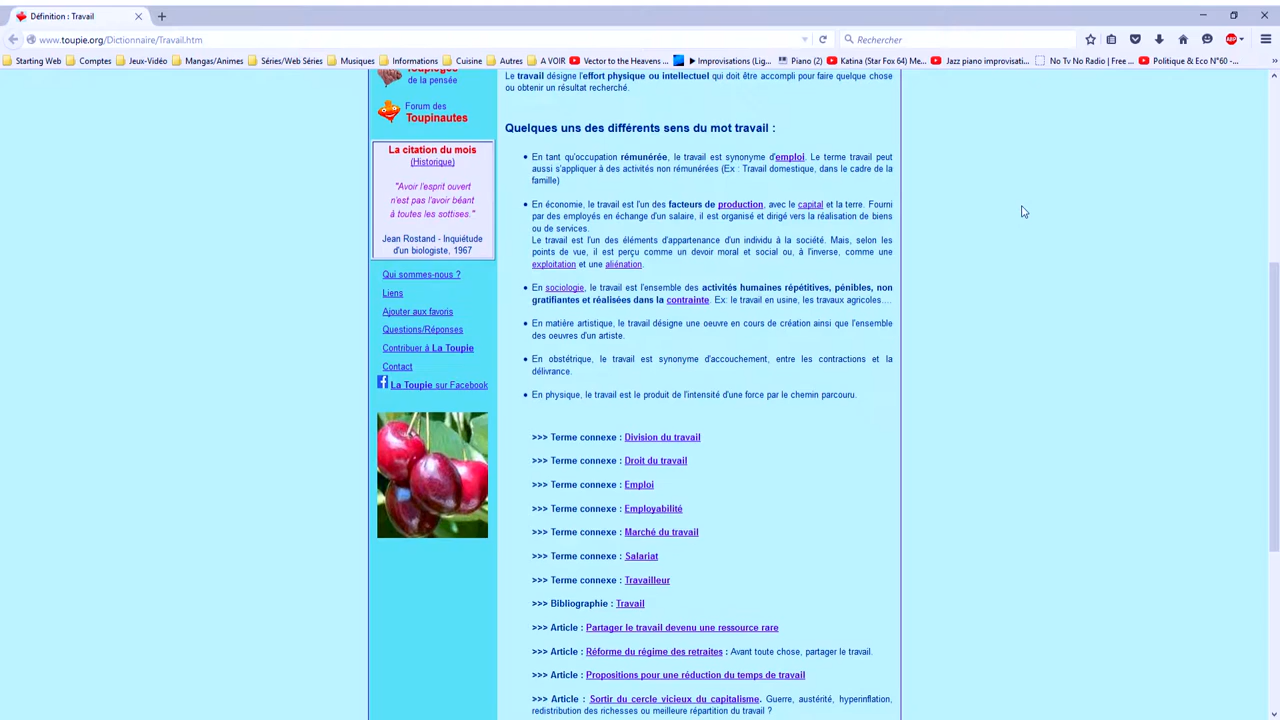 Définition : Travail
www.toupie.org/Dictionnaire/Travail.htm
Rechercher
ABP
Starting Web Comptes Jeux-Vidéo Mangas/Animes Séries/Web Séries Musiques Informations Cuisine Autres A VOIR Vector to the Heavens ... Improvisations (Lig... Piano (2) Katina (Star Fox 64) Me... Jazz piano improvisati... No Tv No Radio | Free ... Politique & Eco N°60 -...
de la pensée
Forum des
Toupinautes
La citation du mois
(Historique)
"Avoir l'esprit ouvert
n'est pas l'avoir béant
à toutes les sottises."
Jean Rostand - Inquiétude
d'un biologiste, 1967
Qui sommes-nous ?
Liens
Ajouter aux favoris
Questions/Réponses
Contribuer à La Toupie
Contact
La Toupie sur Facebook
Le travail désigne l'effort physique ou intellectuel qui doit être accompli pour faire quelque chose
ou obtenir un résultat recherché.
Quelques uns des différents sens du mot travail :
En tant qu'occupation rémunérée, le travail est synonyme d'emploi. Le terme travail peut
aussi s'appliquer à des activités non rémunérées (Ex : Travail domestique, dans le cadre de la
famille)
En économie, le travail est l'un des facteurs de production, avec le capital et la terre. Fourni
par des employés en échange d'un salaire, il est organisé et dirigé vers la réalisation de biens
ou de services.
Le travail est l'un des éléments d'appartenance d'un individu à la société. Mais, selon les
points de vue, il est perçu comme un devoir moral et social ou, à l'inverse, comme une
exploitation et une aliénation.
En sociologie, le travail est l'ensemble des activités humaines répétitives, pénibles, non
gratifiantes et réalisées dans la contrainte. Ex: le travail en usine, les travaux agricoles....
En matière artistique, le travail désigne une oeuvre en cours de création ainsi que l'ensemble
des oeuvres d'un artiste.
En obstétrique, le travail est synonyme d'accouchement, entre les contractions et la
délivrance.
En physique, le travail est le produit de l'intensité d'une force par le chemin parcouru.
>>> Terme connexe : Division du travail
>>> Terme connexe : Droit du travail
>>> Terme connexe : Emploi
>>> Terme connexe : Employabilité
>>> Terme connexe : Marché du travail
>>> Terme connexe : Salariat
>>> Terme connexe : Travailleur
>>> Bibliographie : Travail
>>> Article : Partager le travail devenu une ressource rare
>>> Article : Réforme du régime des retraites : Avant toute chose, partager le travail.
>>> Article : Propositions pour une réduction du temps de travail
>>> Article : Sortir du cercle vicieux du capitalisme. Guerre, austérité, hyperinflation,
redistribution des richesses ou meilleure répartition du travail ?